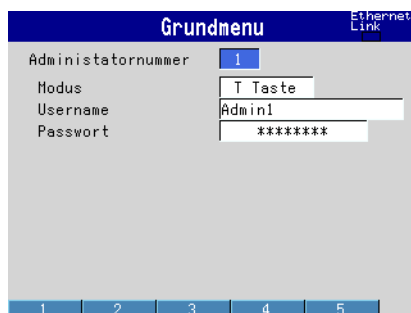 Grundmenu
Ethernet
Link
Administatornummer 1
Modus T Taste
Username Admin1
Passwort ********
1 2 3 4 5